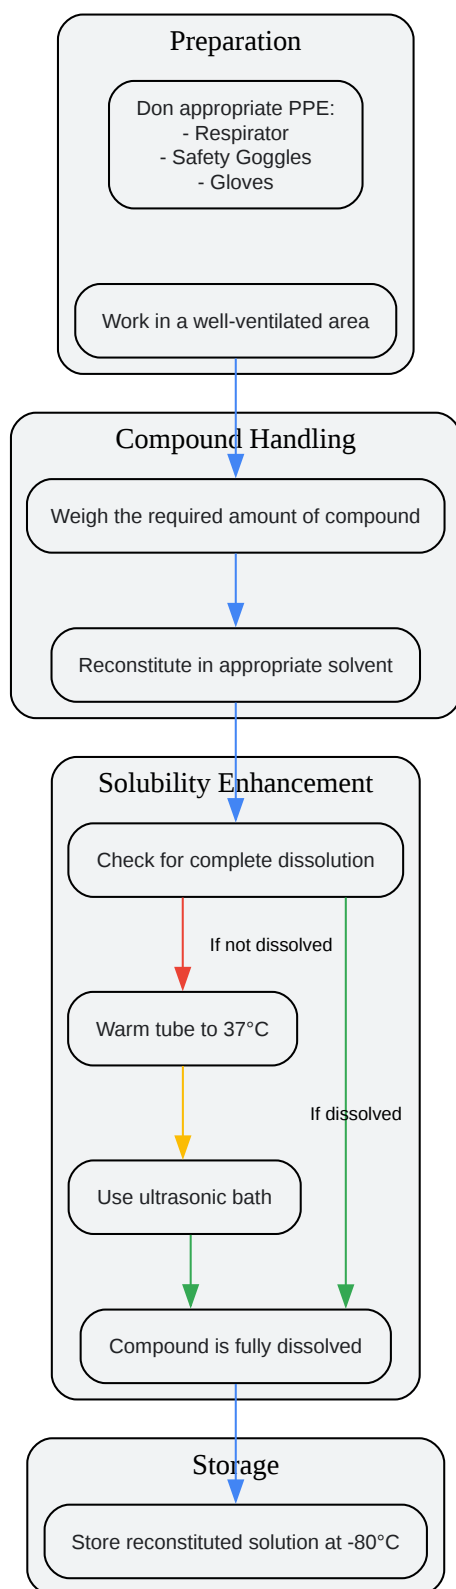 Preparation
Don appropriate PPE:
- Respirator
- Safety Goggles
- Gloves
Work in a well-ventilated area
Compound Handling
Weigh the required amount of compound
Reconstitute in appropriate solvent
Solubility Enhancement
Check for complete dissolution
If not dissolved
Warm tube to 37°C
If dissolved
Use ultrasonic bath
Compound is fully dissolved
Storage
Store reconstituted solution at -80°C